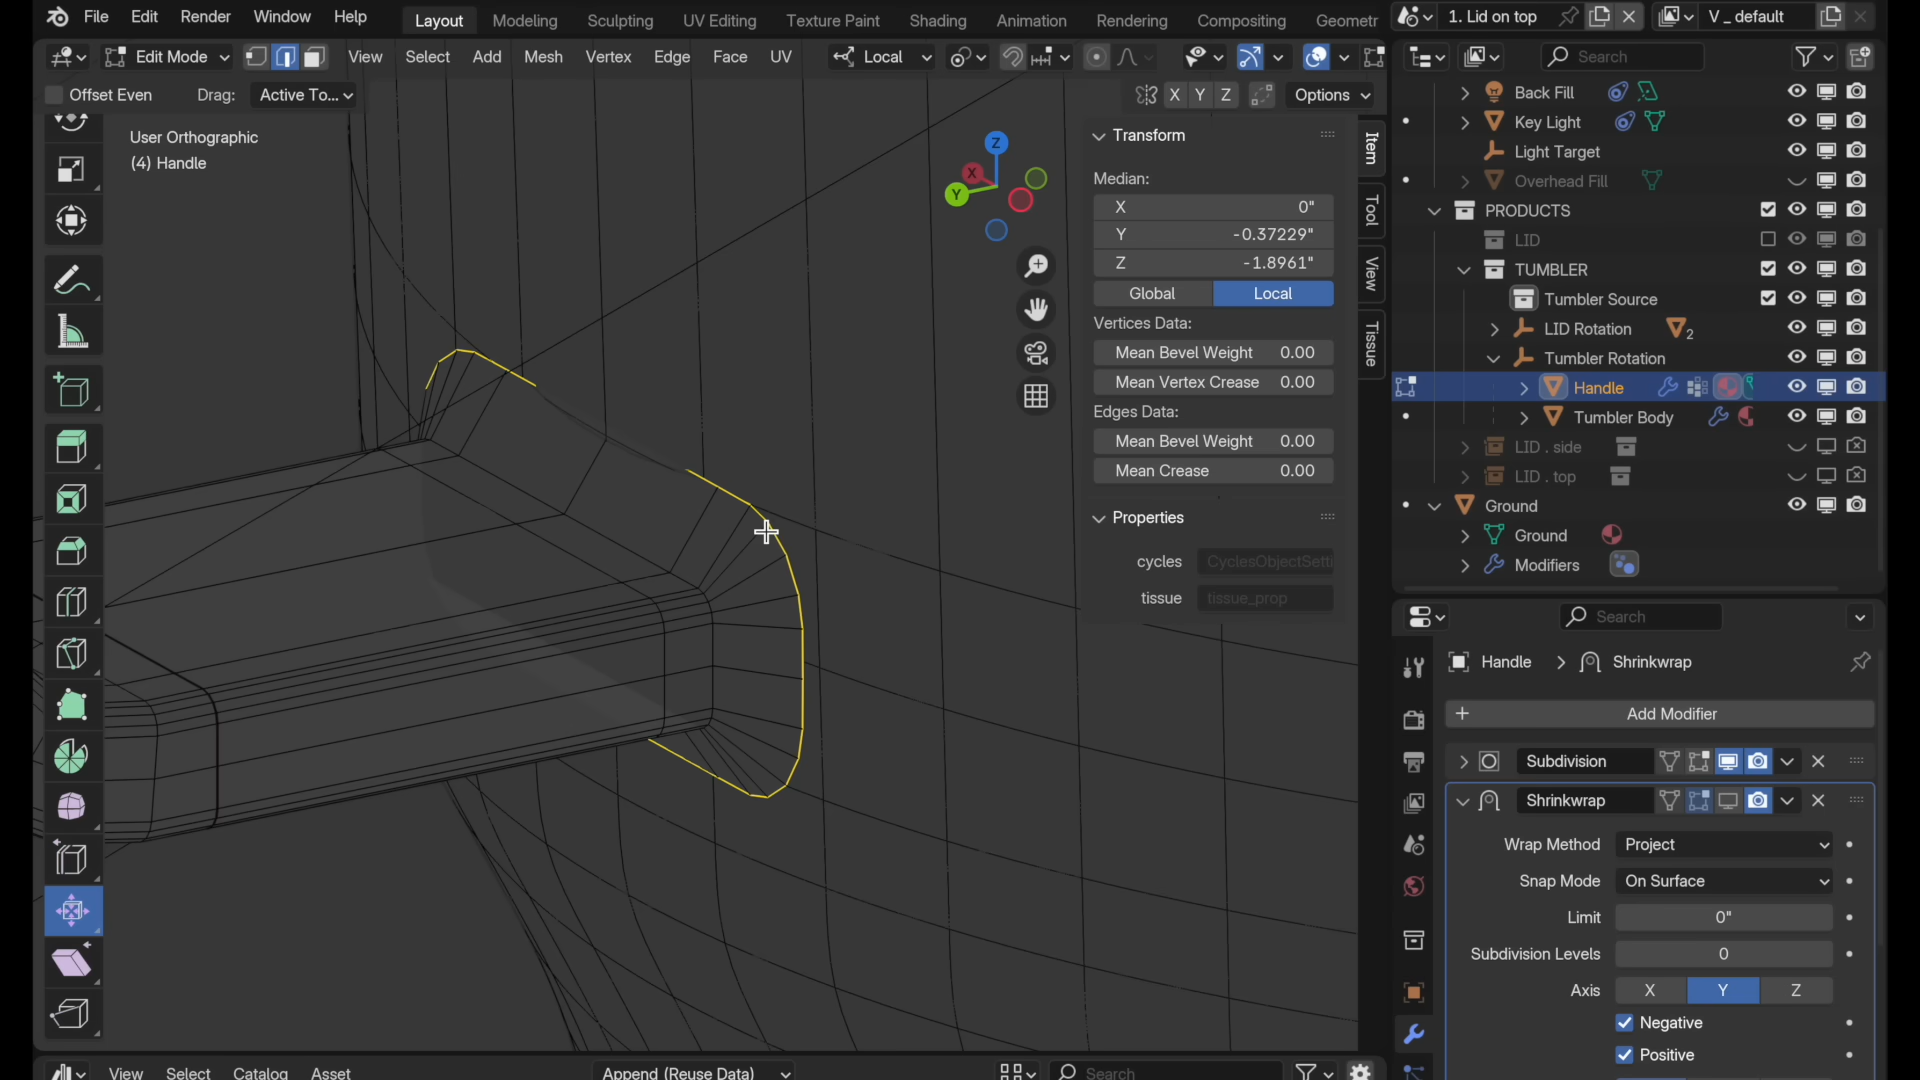 File Edit Render Window Help Layout Modeling Sculpting UV Editing Texture Paint Shading Animation Rendering Compositing Geometr 1. Lid on top V _ default
Edit Mode View Select Add Mesh Vertex Edge Face UV Local Search
Offset Even Drag: Active To... X Y Z Options
User Orthographic
(4) Handle
Z
X
Y
Transform
Median:
X 0"
Y -0.37229"
Z -1.8961"
Global Local
Vertices Data:
Mean Bevel Weight 0.00
Mean Vertex Crease 0.00
Edges Data:
Mean Bevel Weight 0.00
Mean Crease 0.00
Properties
cycles CyclesObjectSetti
tissue tissue_prop
Item
Tool
View
Tissue
Back Fill
Key Light
Light Target
Overhead Fill
PRODUCTS
LID
TUMBLER
Tumbler Source
LID Rotation 2
Tumbler Rotation
Handle
Tumbler Body
LID . side
LID . top
Ground
Ground
Modifiers
Search
Handle Shrinkwrap
+ Add Modifier
Subdivision
Shrinkwrap
Wrap Method Project
Snap Mode On Surface
Limit 0"
Subdivision Levels 0
Axis X Y Z
Negative
Positive
View Select Catalog Asset Append (Reuse Data) Search